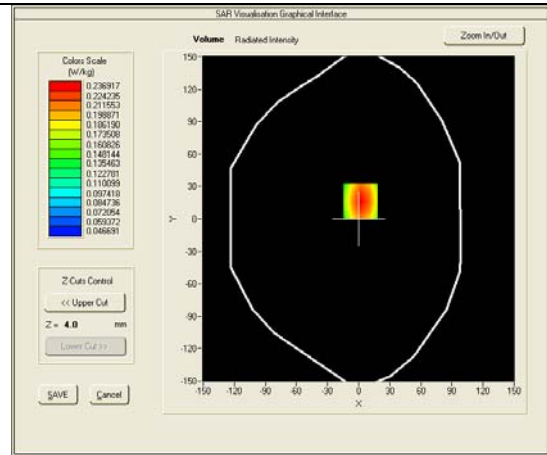 SAR Visualisation Graphical Interface
Volume Radiated Intensity
Zoom In/Out
Colors Scale
(W/kg)
0.236917
0.224235
0.211553
0.198871
0.186190
0.173508
0.160826
0.148144
0.135463
0.122781
0.110099
0.097418
0.084736
0.072054
0.059372
0.046691
Z Cuts Control
<< Upper Cut
Z = 4.0 mm
Lower Cut >>
SAVE Cancel
150
120
90
60
30
0
-30
-60
-90
-120
-150
Y
-150 -120 -90 -60 -30 0 30 60 90 120 150
X